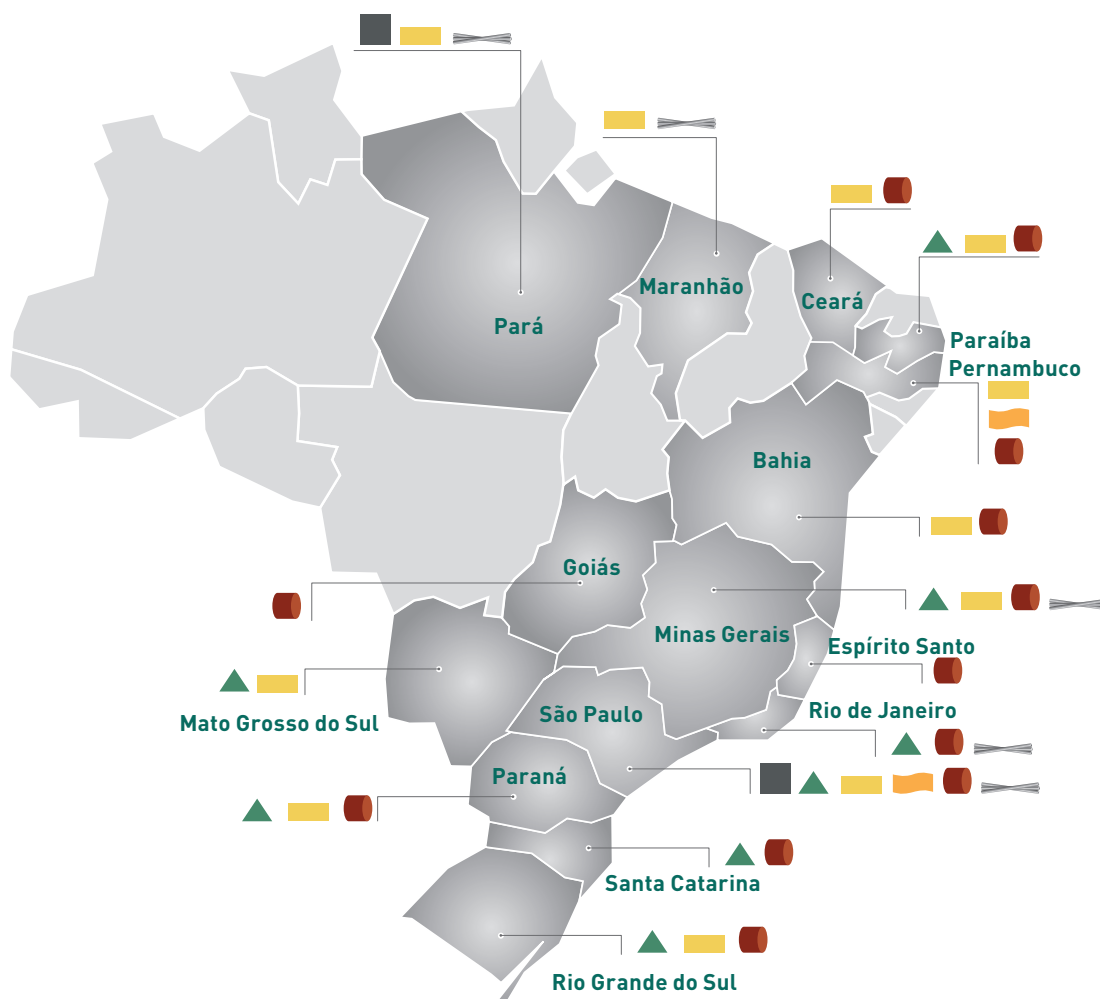 Maranhão
Ceará
Pará
Paraíba
Pernambuco
Bahia
Goiás
Minas Gerais
Espírito Santo
Mato Grosso do Sul
São Paulo
Rio de Janeiro
Paraná
Santa Catarina
Rio Grande do Sul